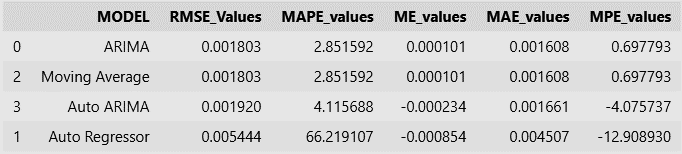 MODEL RMSE_Values MAPE_values ME_values MAE_values MPE_values
0 ARIMA 0.001803 2.851592 0.000101 0.001608 0.697793
2 Moving Average 0.001803 2.851592 0.000101 0.001608 0.697793
3 Auto ARIMA 0.001920 4.115688 -0.000234 0.001661 -4.075737
1 Auto Regressor 0.005444 66.219107 -0.000854 0.004507 -12.908930